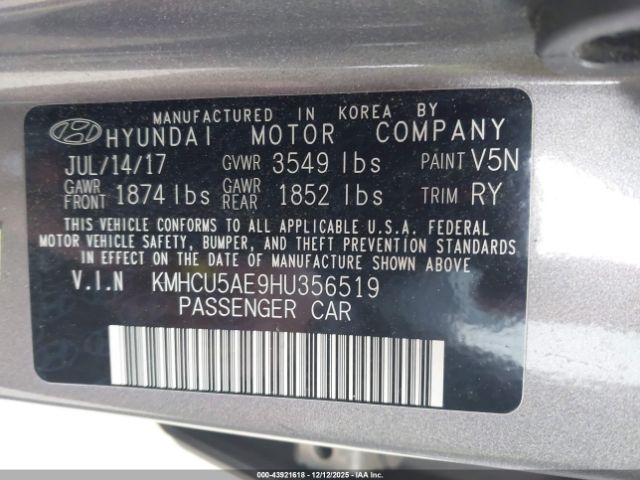 MANUFACTURED IN KOREA BY
HYUNDAI MOTOR COMPANY
JUL/14/17 GVWR 3549 lbs PAINT V5N
GAWR FRONT 1874 lbs GAWR REAR 1852 lbs TRIM RY
THIS VEHICLE CONFORMS TO ALL APPLICABLE U.S.A. FEDERAL
MOTOR VEHICLE SAFETY, BUMPER, AND THEFT PREVENTION STANDARDS
IN EFFECT ON THE DATE OF MANUFACTURE SHOWN ABOVE.
V.I.N KMHCU5AE9HU356519
PASSENGER CAR
000-43921618 - 12/12/2025 - 34383